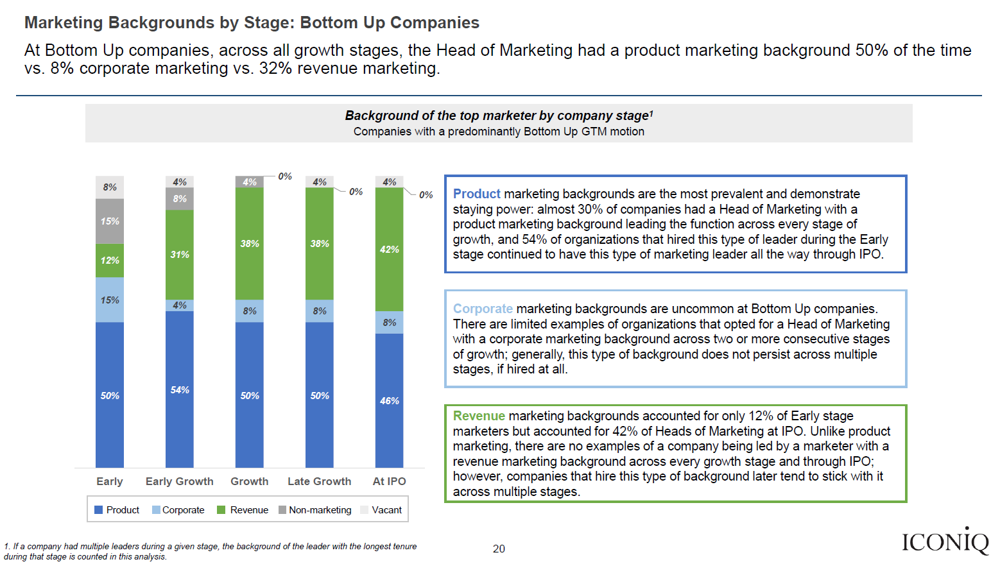 Marketing Backgrounds by Stage: Bottom Up Companies
At Bottom Up companies, across all growth stages, the Head of Marketing had a product marketing background 50% of the time
vs. 8% corporate marketing vs. 32% revenue marketing.
Background of the top marketer by company stage¹
Companies with a predominantly Bottom Up GTM motion
8%
15%
12%
15%
50%
4%
8%
31%
4%
54%
0%
4%
38%
8%
50%
4%
0%
38%
8%
50%
4%
0%
42%
8%
46%
Early
Early Growth
Growth
Late Growth
At IPO
Product
Corporate
Revenue
Non-marketing
Vacant
Product marketing backgrounds are the most prevalent and demonstrate
staying power: almost 30% of companies had a Head of Marketing with a
product marketing background leading the function across every stage of
growth, and 54% of organizations that hired this type of leader during the Early
stage continued to have this type of marketing leader all the way through IPO.
Corporate marketing backgrounds are uncommon at Bottom Up companies.
There are limited examples of organizations that opted for a Head of Marketing
with a corporate marketing background across two or more consecutive stages
of growth; generally, this type of background does not persist across multiple
stages, if hired at all.
Revenue marketing backgrounds accounted for only 12% of Early stage
marketers but accounted for 42% of Heads of Marketing at IPO. Unlike product
marketing, there are no examples of a company being led by a marketer with a
revenue marketing background across every growth stage and through IPO;
however, companies that hire this type of background later tend to stick with it
across multiple stages.
1. If a company had multiple leaders during a given stage, the background of the leader with the longest tenure
during that stage is counted in this analysis.
20
ICONIQ